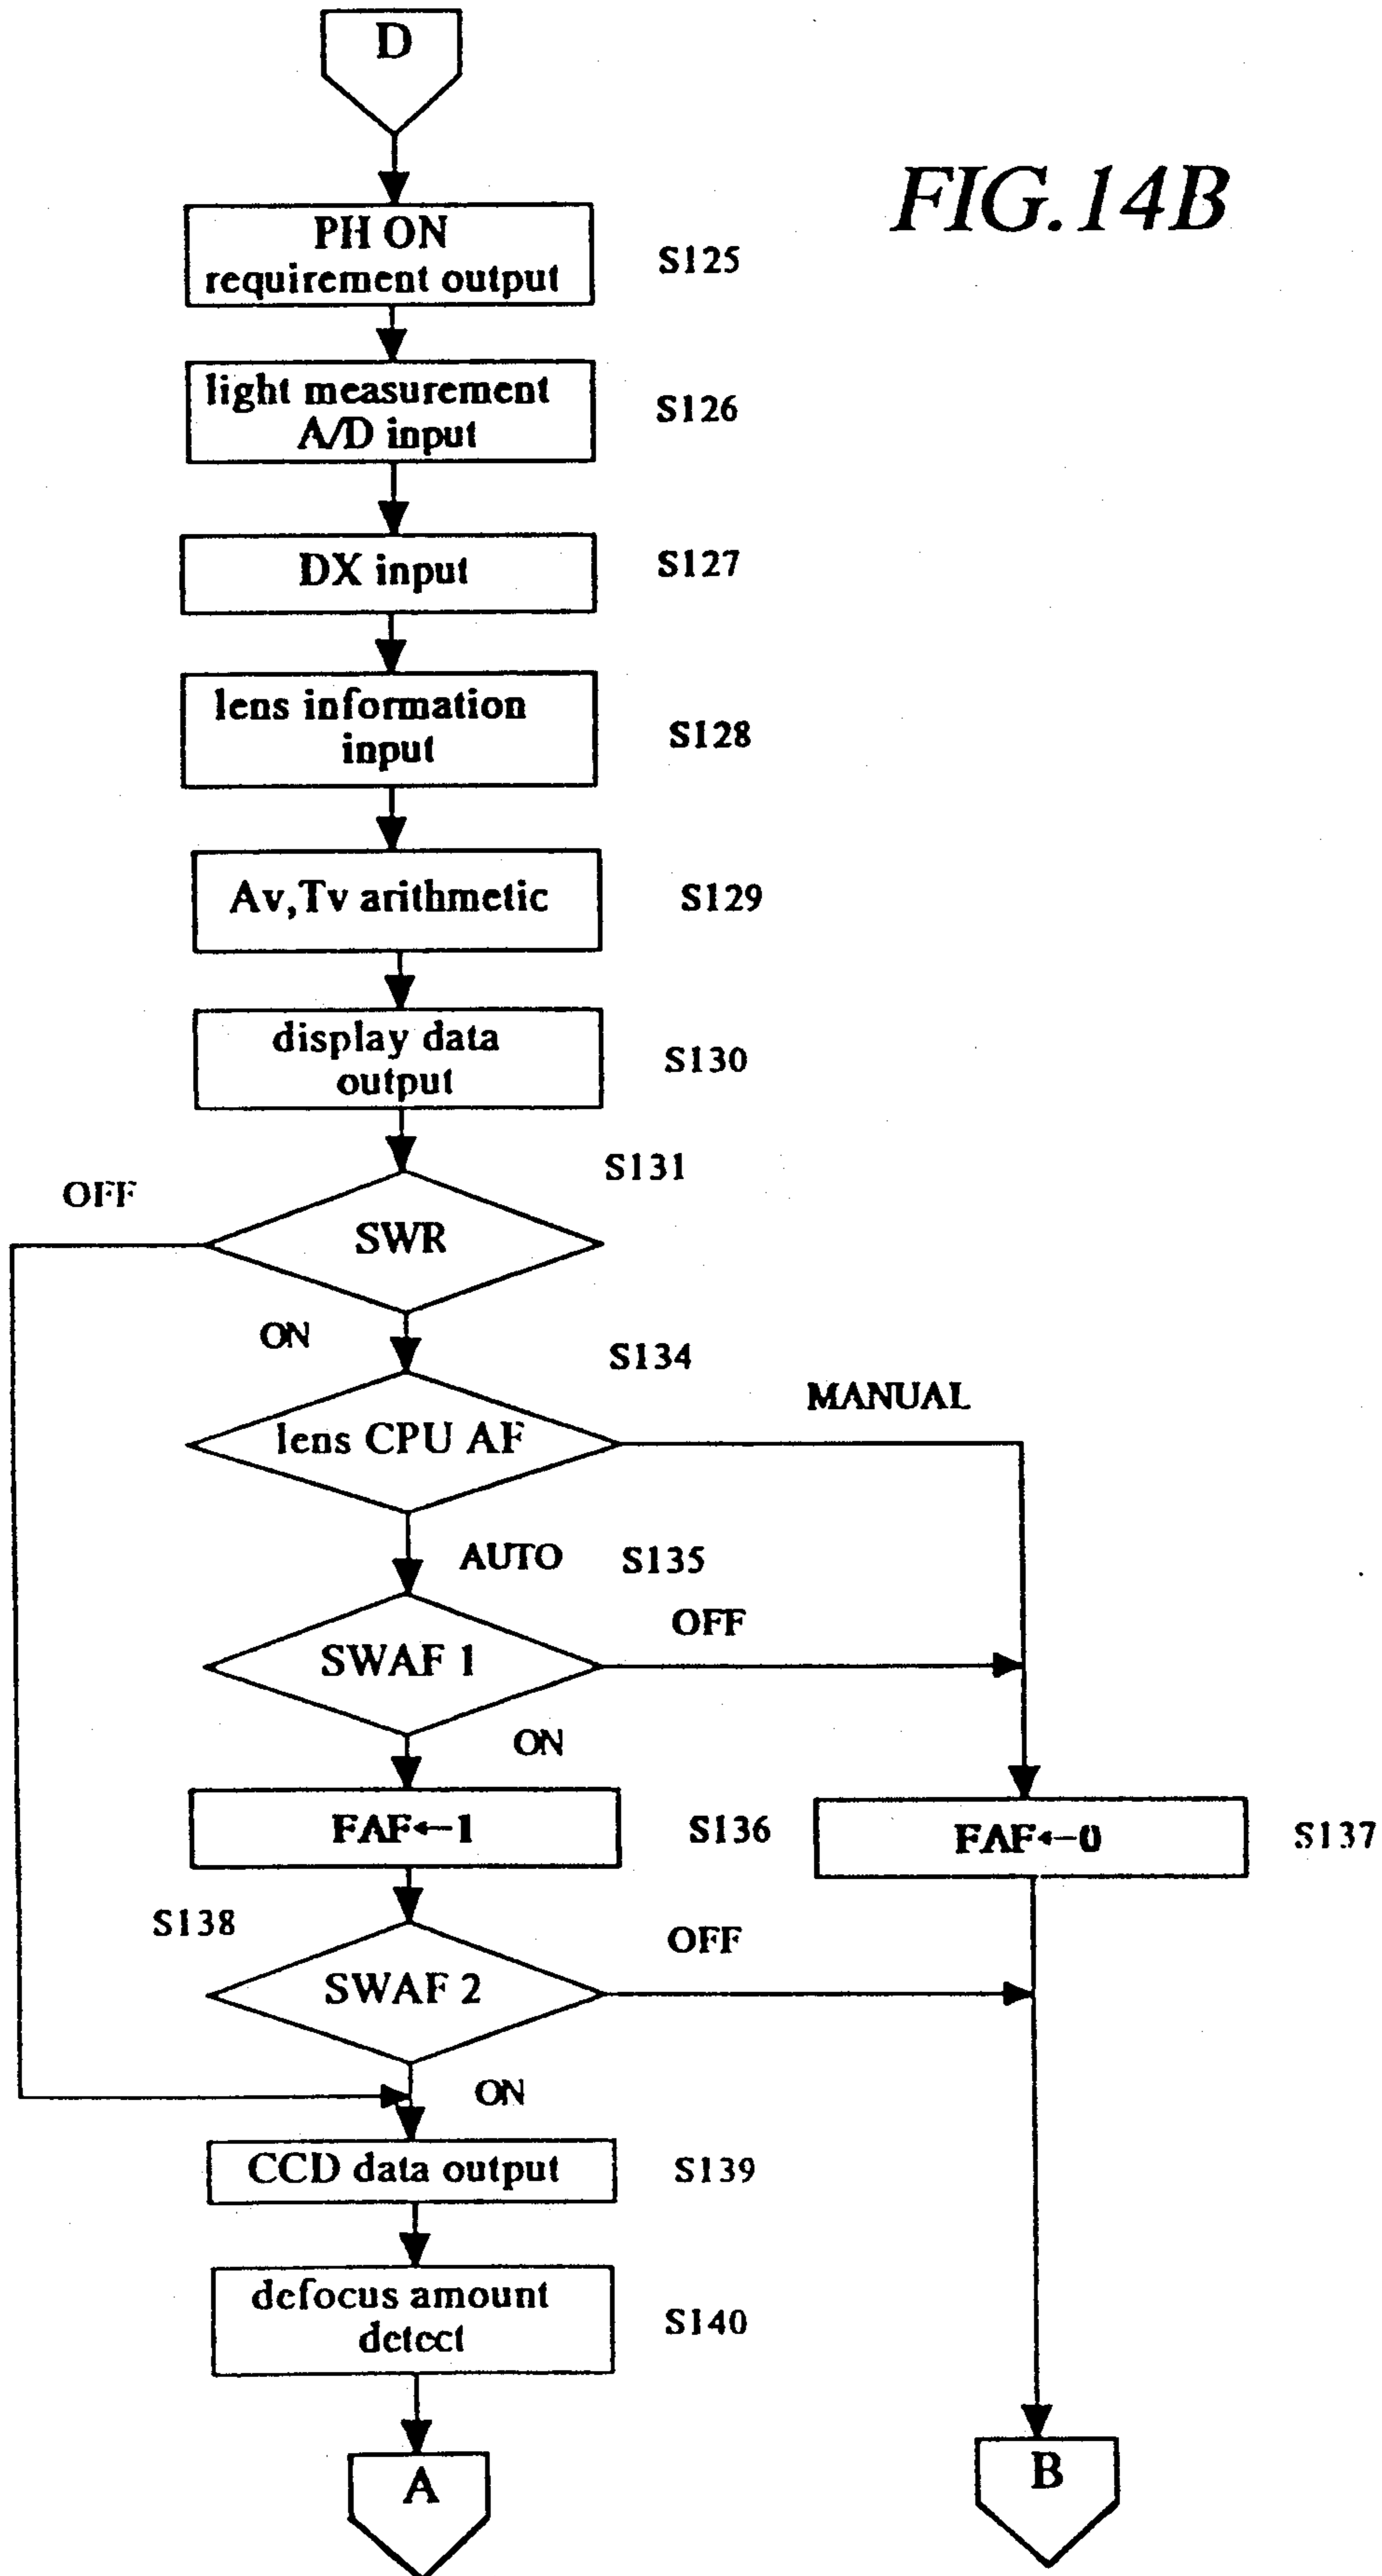 D
FIG.14B
PH ON
requirement output
S125
light measurement
A/D input
S126
DX input
S127
lens information
input
S128
Av,Tv arithmetic
S129
display data
output
S130
S131
OFF
SWR
ON
S134
MANUAL
lens CPU AF
AUTO
S135
OFF
SWAF 1
ON
FAF←1
S136
FAF←0
S137
S138
OFF
SWAF 2
ON
CCD data output
S139
defocus amount
detect
S140
A
B